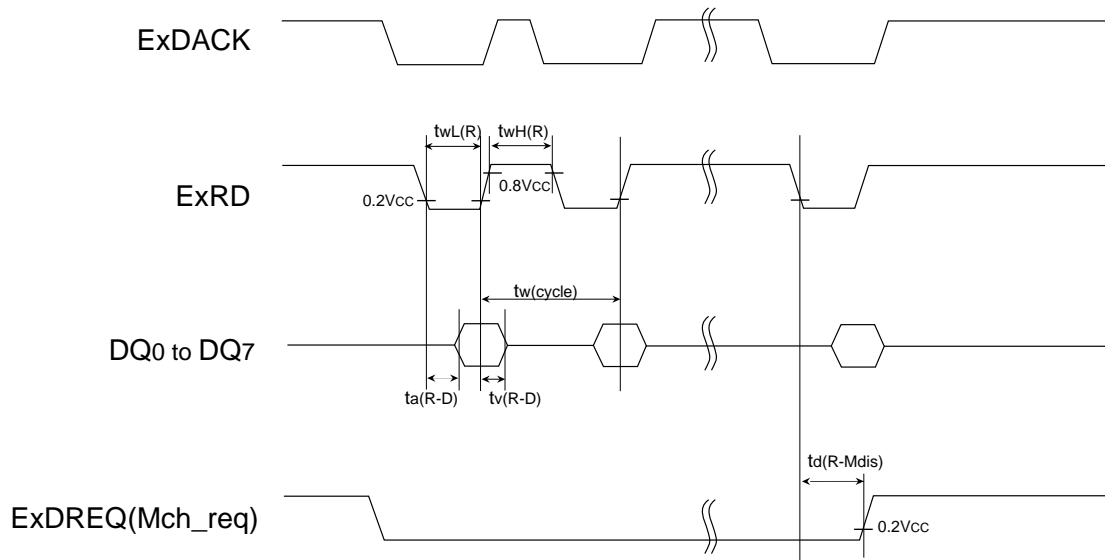 ExDACK
twL(R) twH(R)
ExRD
0.2VCC
0.8VCC
tw(cycle)
DQ0 to DQ7
ta(R-D) tv(R-D)
td(R-Mdis)
ExDREQ(Mch_req)
0.2VCC